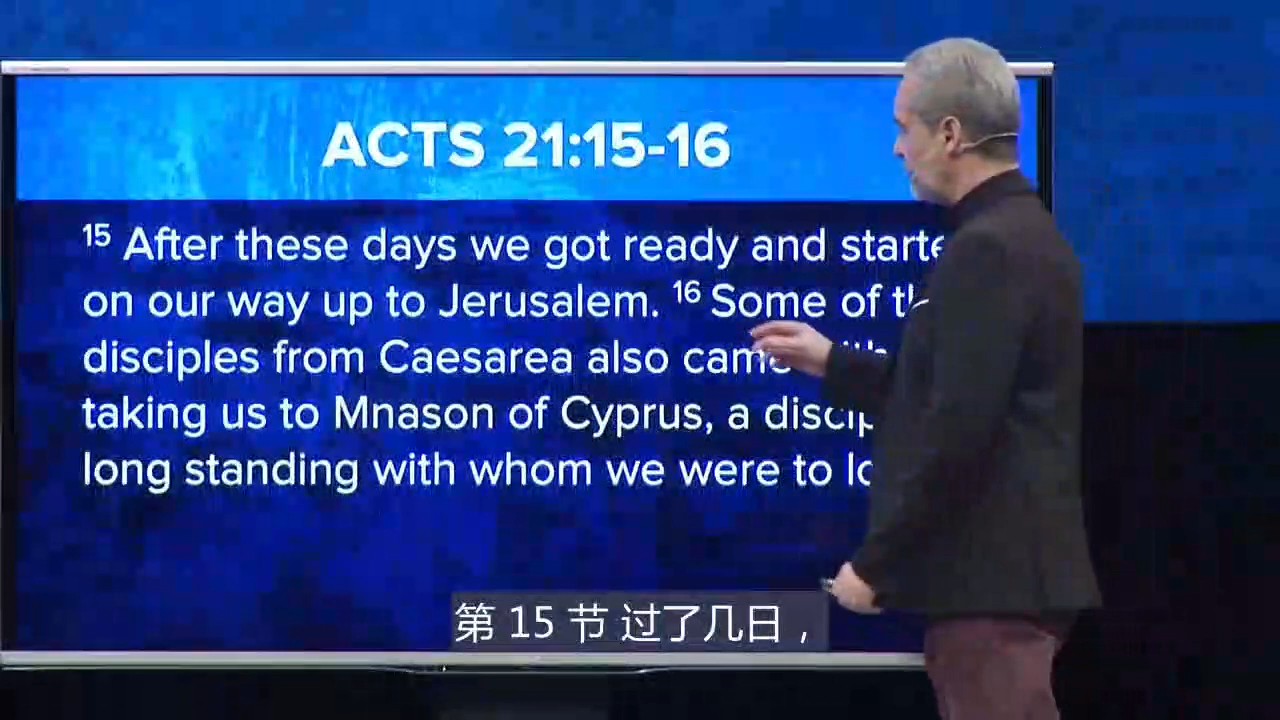 ACTS 21:15-16
15 After these days we got ready and
on our way up to Jerusalem. 16 Some of
disciples from Caesarea also
taking us to Mnason of Cyprus, a
long standing with whom we were to
第 15 节 过了几日，